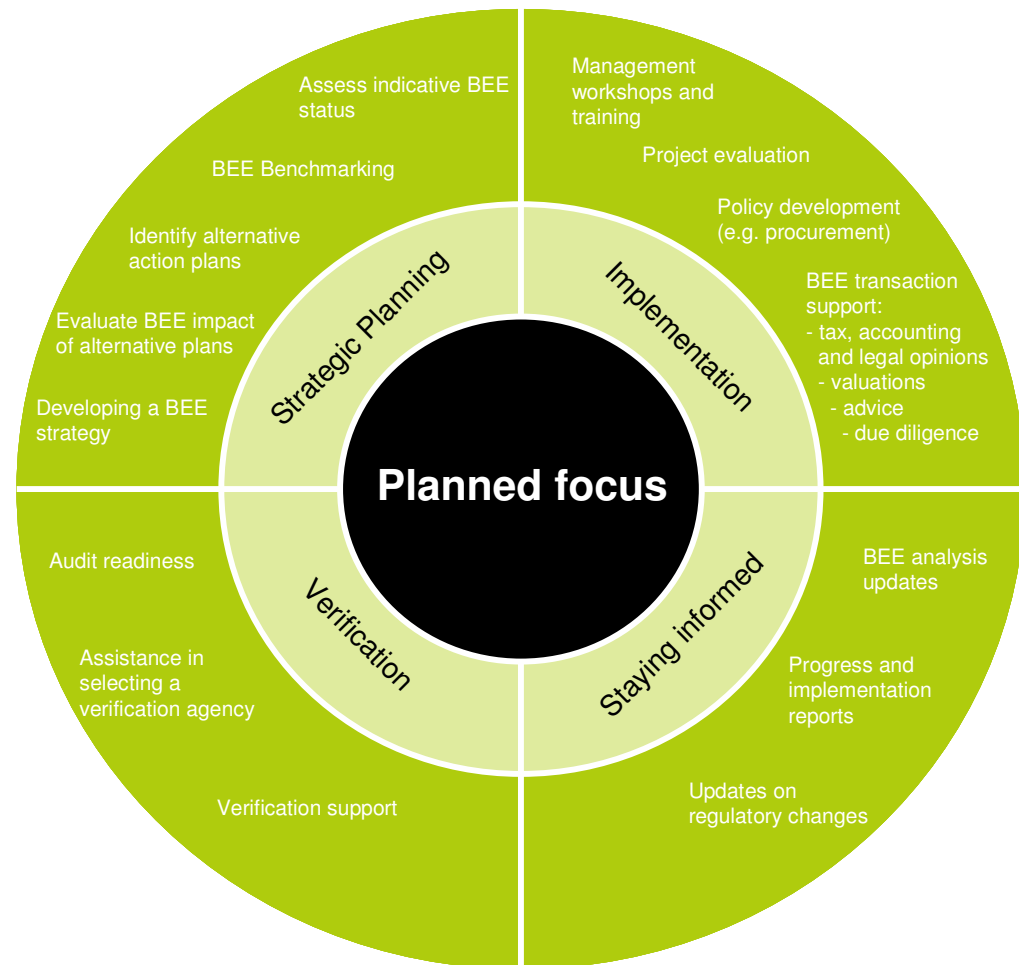 Assess indicative BEE
status
BEE Benchmarking
Identify alternative
action plans
Evaluate BEE impact
of alternative plans
Developing a BEE
strategy
Strategic Planning
Management
workshops and
training
Project evaluation
Policy development
(e.g. procurement)
BEE transaction
support:
- tax, accounting
and legal opinions
- valuations
- advice
- due diligence
Implementation
Planned focus
Audit readiness
Assistance in
selecting a
verification agency
Verification support
Verification
BEE analysis
updates
Progress and
implementation
reports
Updates on
regulatory changes
Staying informed